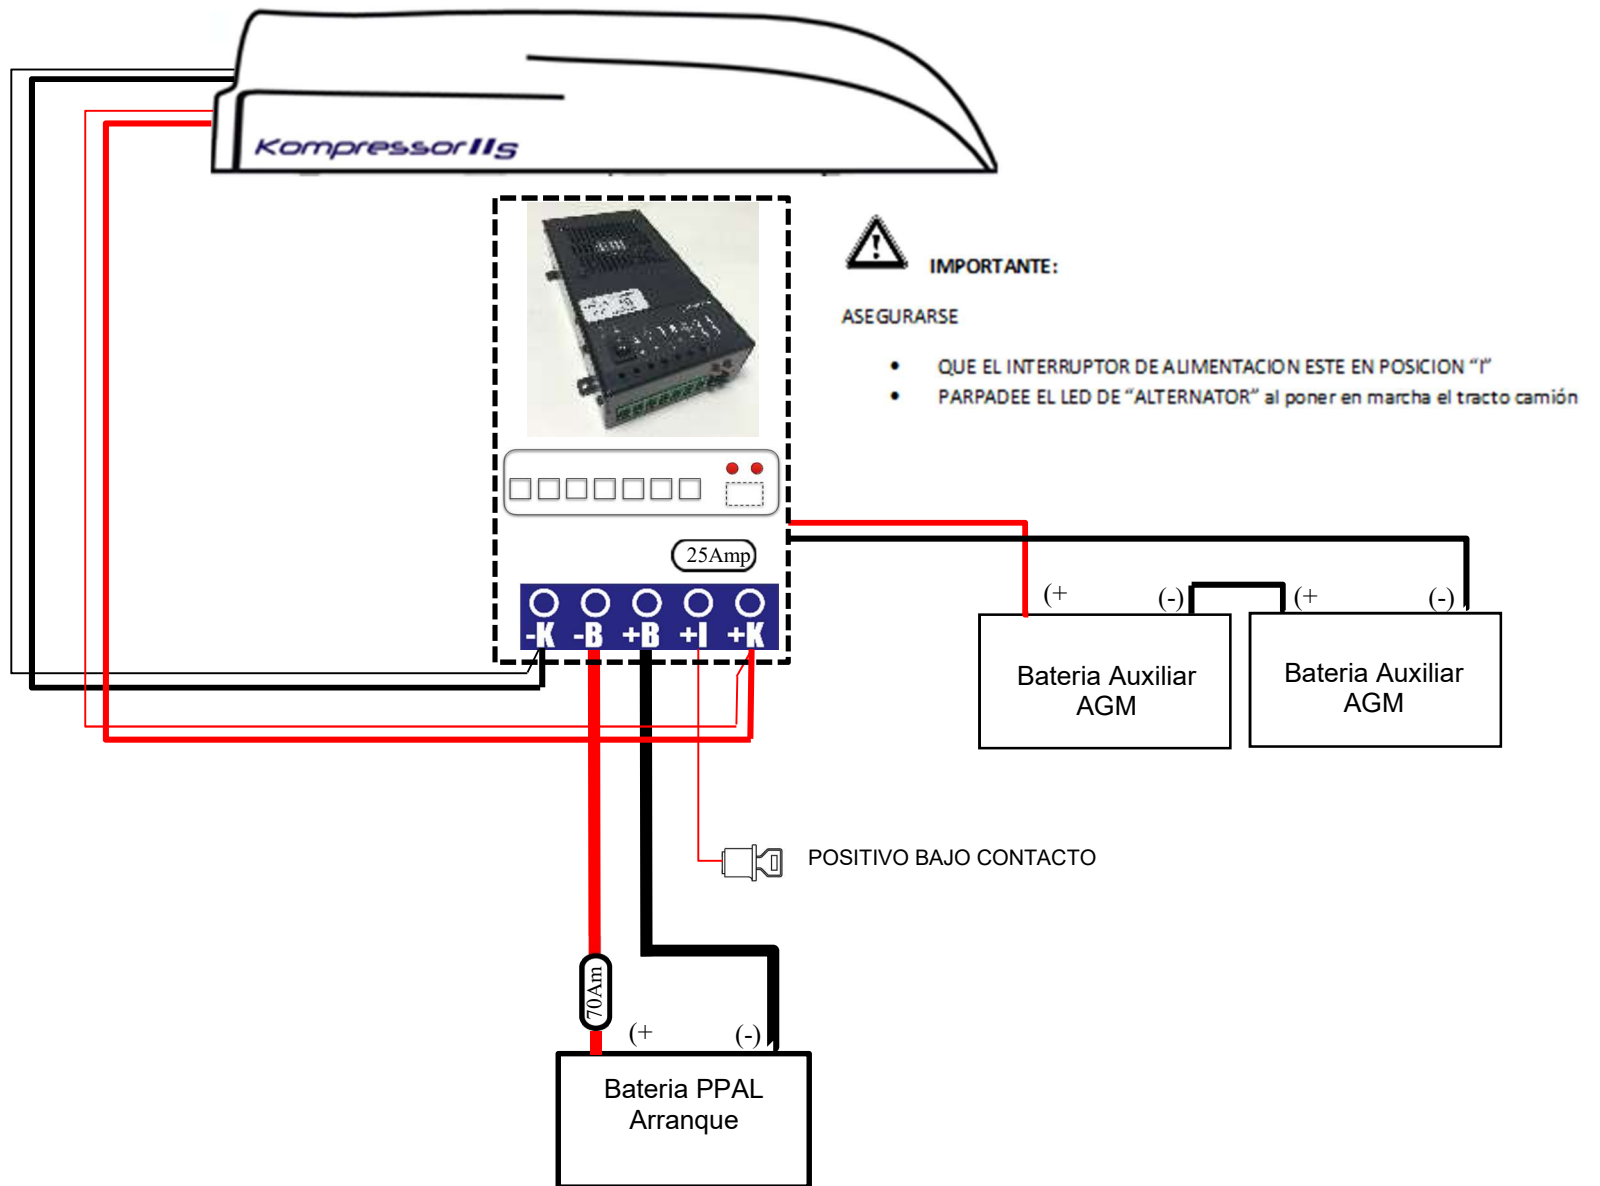 KompressorIIs
IMPORTANTE:
ASEGURARSE
• QUE EL INTERRUPTOR DE ALIMENTACION ESTE EN POSICION “I”
• PARPADEE EL LED DE “ALTERNATOR” al poner en marcha el tracto camión
25Amp
-K -B +B +I +K
(+ (-) (+ (-)
Bateria Auxiliar
AGM
Bateria Auxiliar
AGM
POSITIVO BAJO CONTACTO
70Am
(+ (-)
Bateria PPAL
Arranque